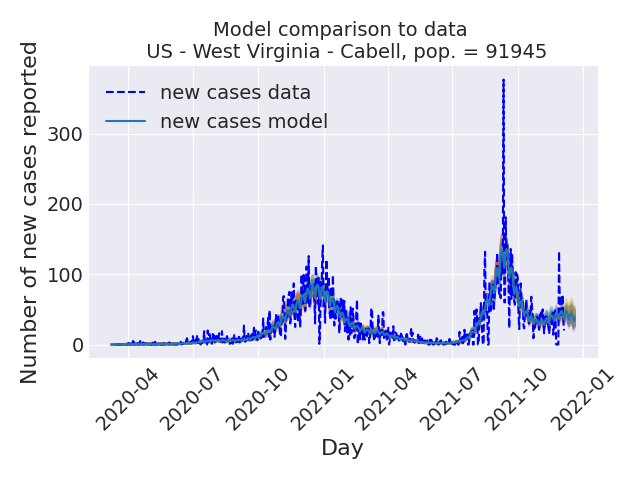 Model comparison to data
US - West Virginia - Cabell, pop. = 91945
Number of new cases reported
new cases data
new cases model
300
200
100
0
2020-04
2020-07
2020-10
2021-01
2021-04
2021-07
2021-10
2022-01
Day